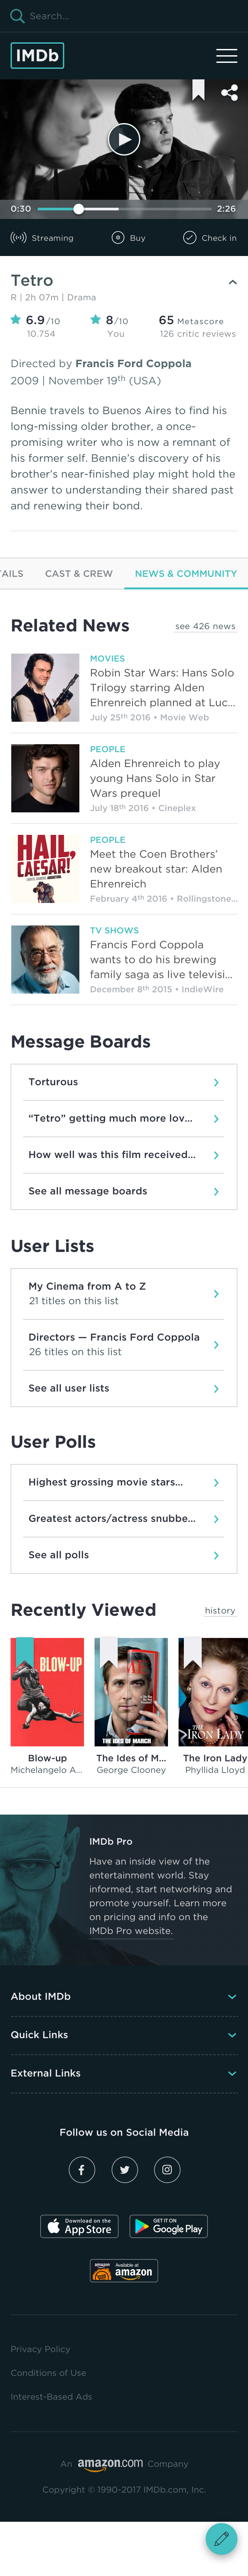 Search...
IMDb
0:30
2:26
Streaming
Buy
Check in
Tetro
R | 2h 07m | Drama
6.9/10
10.754
8/10
You
65 Metascore
126 critic reviews
Directed by Francis Ford Coppola
2009 | November 19th (USA)
Bennie travels to Buenos Aires to find his
long-missing older brother, a once-
promising writer who is now a remnant of
his former self. Bennie's discovery of his
brother's near-finished play might hold the
answer to understanding their shared past
and renewing their bond.
AILS
CAST & CREW
NEWS & COMMUNITY
Related News
see 426 news
MOVIES
Robin Star Wars: Hans Solo
Trilogy starring Alden
Ehrenreich planned at Luc...
July 25th 2016 • Movie Web
PEOPLE
Alden Ehrenreich to play
young Hans Solo in Star
Wars prequel
July 18th 2016 • Cineplex
HAIL,
CAESAR!
PEOPLE
Meet the Coen Brothers'
new breakout star: Alden
Ehrenreich
February 4th 2016 • Rollingstone...
TV SHOWS
Francis Ford Coppola
wants to do his brewing
family saga as live televisi...
December 8th 2015 • IndieWire
Message Boards
Torturous
“Tetro” getting much more lov...
How well was this film received...
See all message boards
User Lists
My Cinema from A to Z
21 titles on this list
Directors — Francis Ford Coppola
26 titles on this list
See all user lists
User Polls
Highest grossing movie stars...
Greatest actors/actress snubbe...
See all polls
Recently Viewed
history
BLOW-UP
THE IDES OF MARCH
THE IRON LADY
Blow-up
Michelangelo A...
The Ides of M...
George Clooney
The Iron Lady
Phyllida Lloyd
IMDb Pro
Have an inside view of the
entertainment world. Stay
informed, start networking and
promote yourself. Learn more
on pricing and info on the
IMDb Pro website.
About IMDb
Quick Links
External Links
Follow us on Social Media
Download on the
App Store
GET IT ON
Google Play
Available at
amazon
Privacy Policy
Conditions of Use
Interest-Based Ads
An amazon.com Company
Copyright © 1990-2017 IMDb.com, Inc.